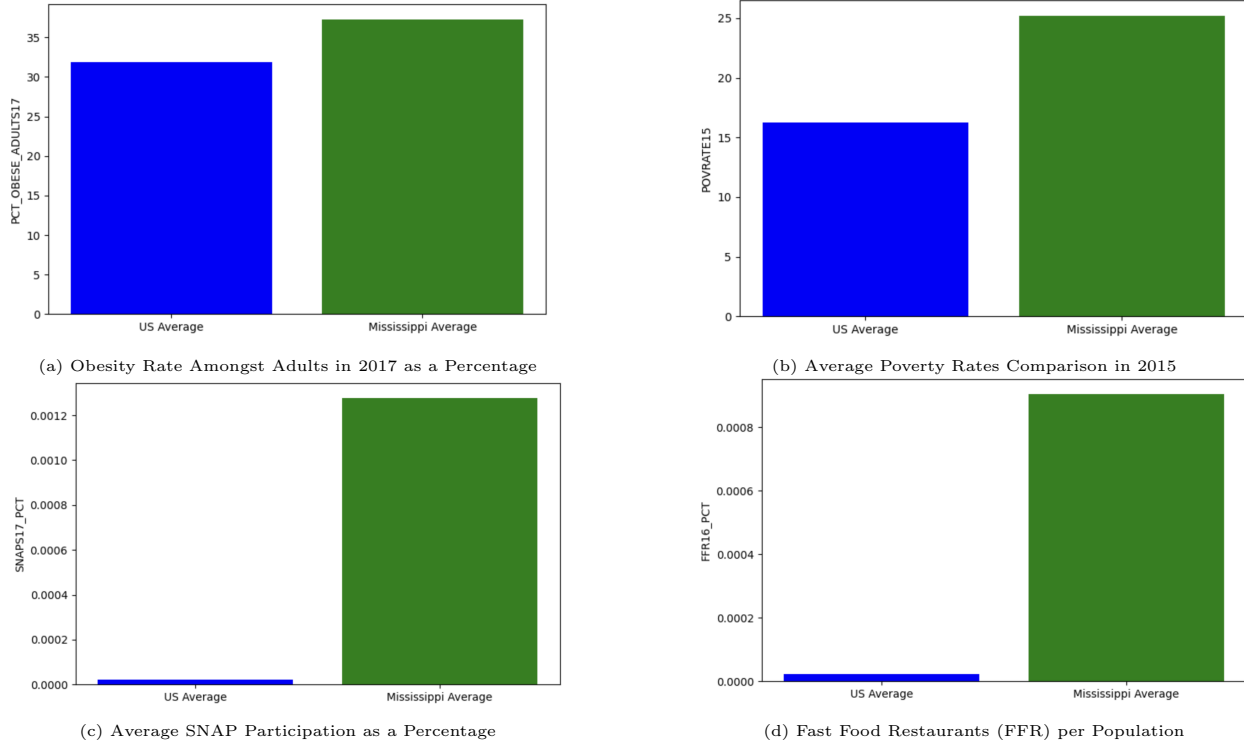 35
30
25
20
15
10
5
0
PCT_OBESE_ADULTS17
US Average
Mississippi Average
(a) Obesity Rate Amongst Adults in 2017 as a Percentage
25
20
15
10
5
0
POVRATE15
US Average
Mississippi Average
(b) Average Poverty Rates Comparison in 2015
0.0012
0.0010
0.0008
0.0006
0.0004
0.0002
0.0000
SNAPS17_PCT
US Average
Mississippi Average
(c) Average SNAP Participation as a Percentage
0.0008
0.0006
0.0004
0.0002
0.0000
FFR16_PCT
US Average
Mississippi Average
(d) Fast Food Restaurants (FFR) per Population